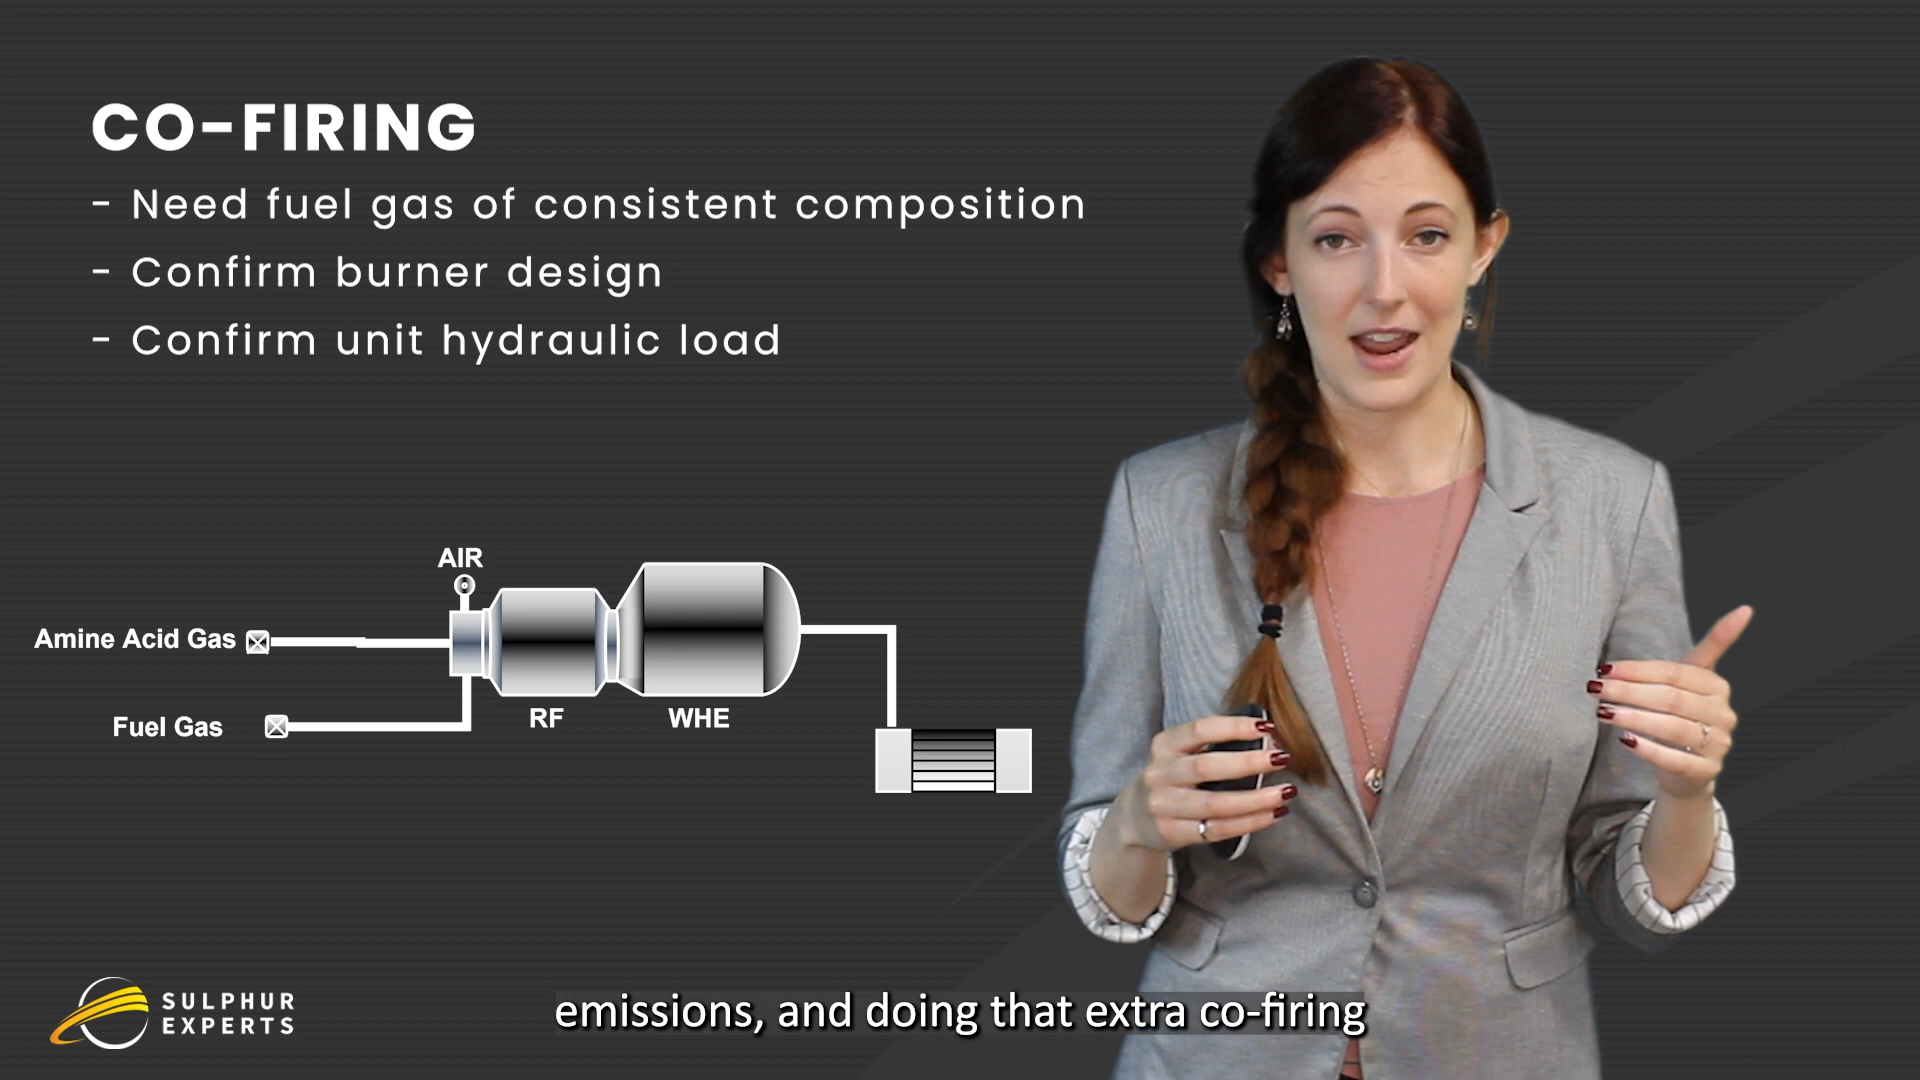 CO-FIRING
- Need fuel gas of consistent composition
- Confirm burner design
- Confirm unit hydraulic load
AIR
Amine Acid Gas
Fuel Gas
RF
WHE
SULPHUR
EXPERTS
emissions, and doing that extra co-firing